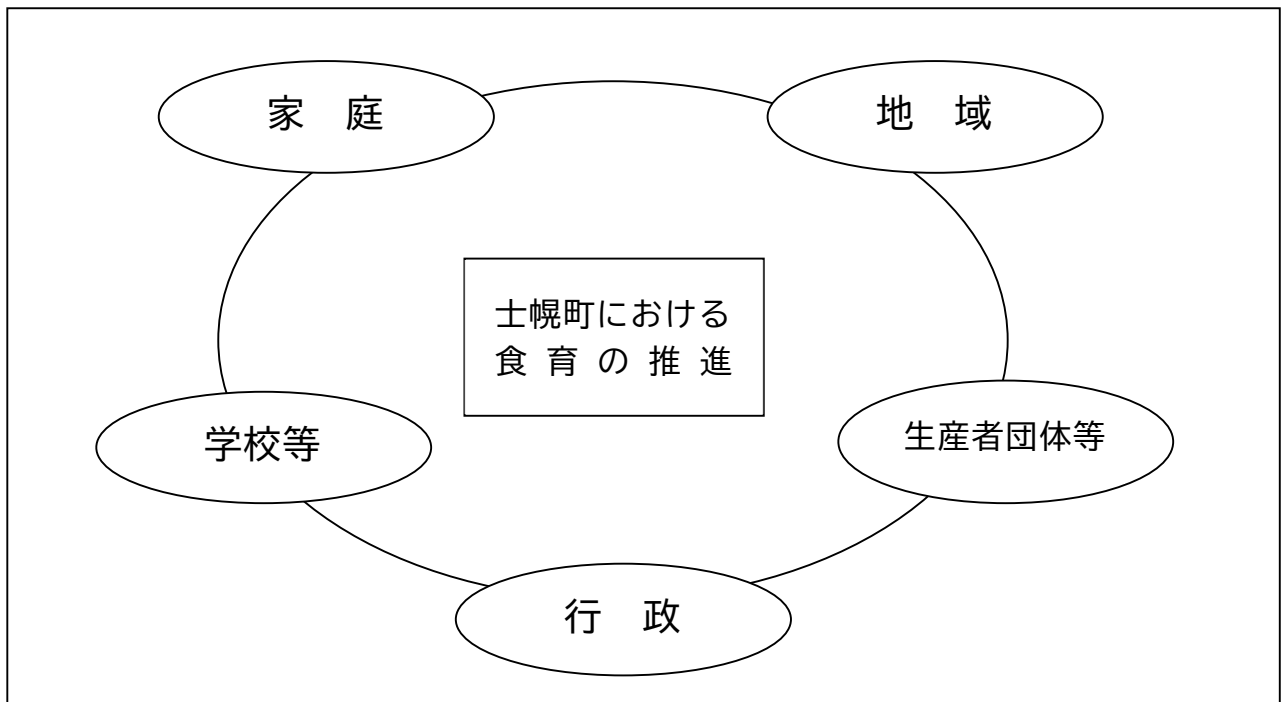 家　庭
地　域
士幌町における
食 育 の 推 進
学校等
生産者団体等
行　政